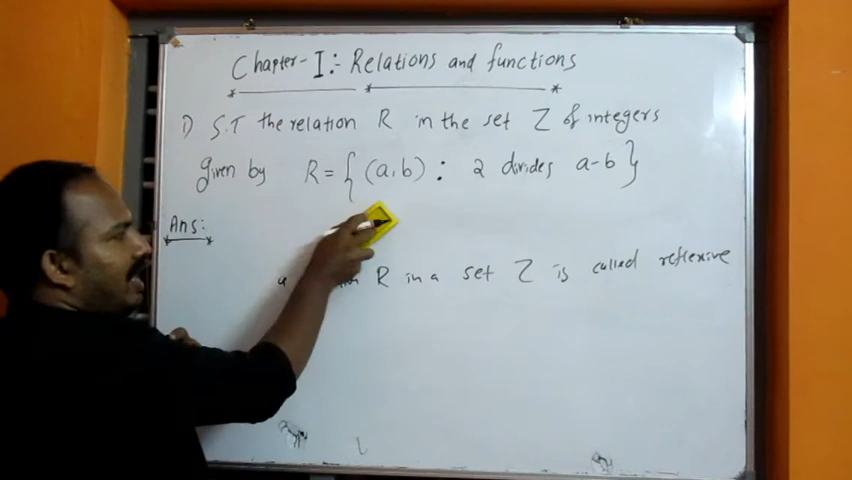 Chapter-I:- Relations and functions
1) S.T the relation R in the set Z of integers
given by R = { (a,b) : 2 divides a-b }
Ans:
a R in a set Z is called reflexive